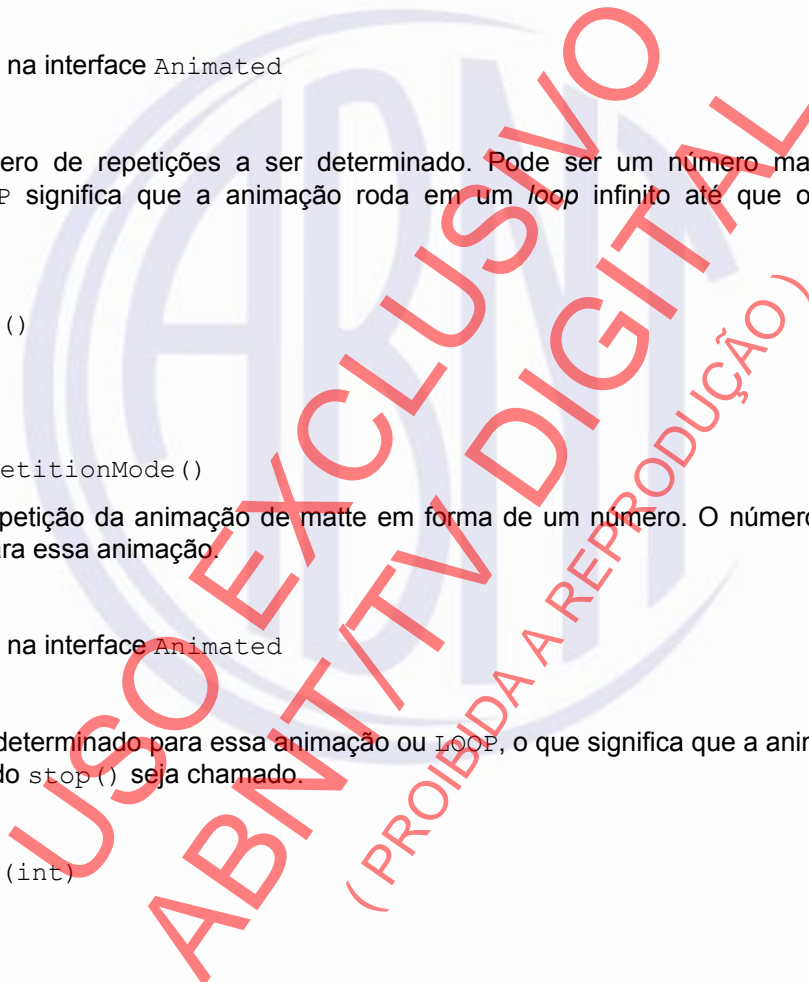 na interface Animated
ero de repetições a ser determinado. Pode ser um número ma
P significa que a animação roda em um loop infinito até que o
()
etitionMode()
petição da animação de matte em forma de um número. O número
ara essa animação.
na interface Animated
determinado para essa animação ou LOOP, o que significa que a anim
do stop() seja chamado.
(int)
USO EXCLUSIVO
ABNT/TV DIGITAL
( PROIBIDA A REPRODUÇÃO )
ABNT